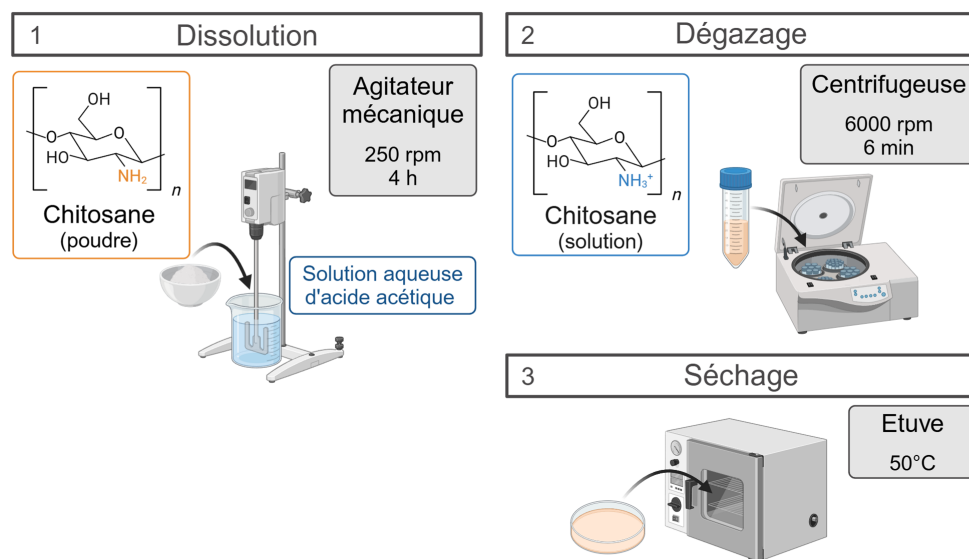 1 Dissolution
OH
O
O
HO
NH₂
n
Chitosane
(poudre)
Agitateur
mécanique
250 rpm
4 h
Solution aqueuse
d'acide acétique
2 Dégazage
OH
O
O
HO
NH₃⁺
n
Chitosane
(solution)
Centrifugeuse
6000 rpm
6 min
3 Séchage
Etuve
50°C